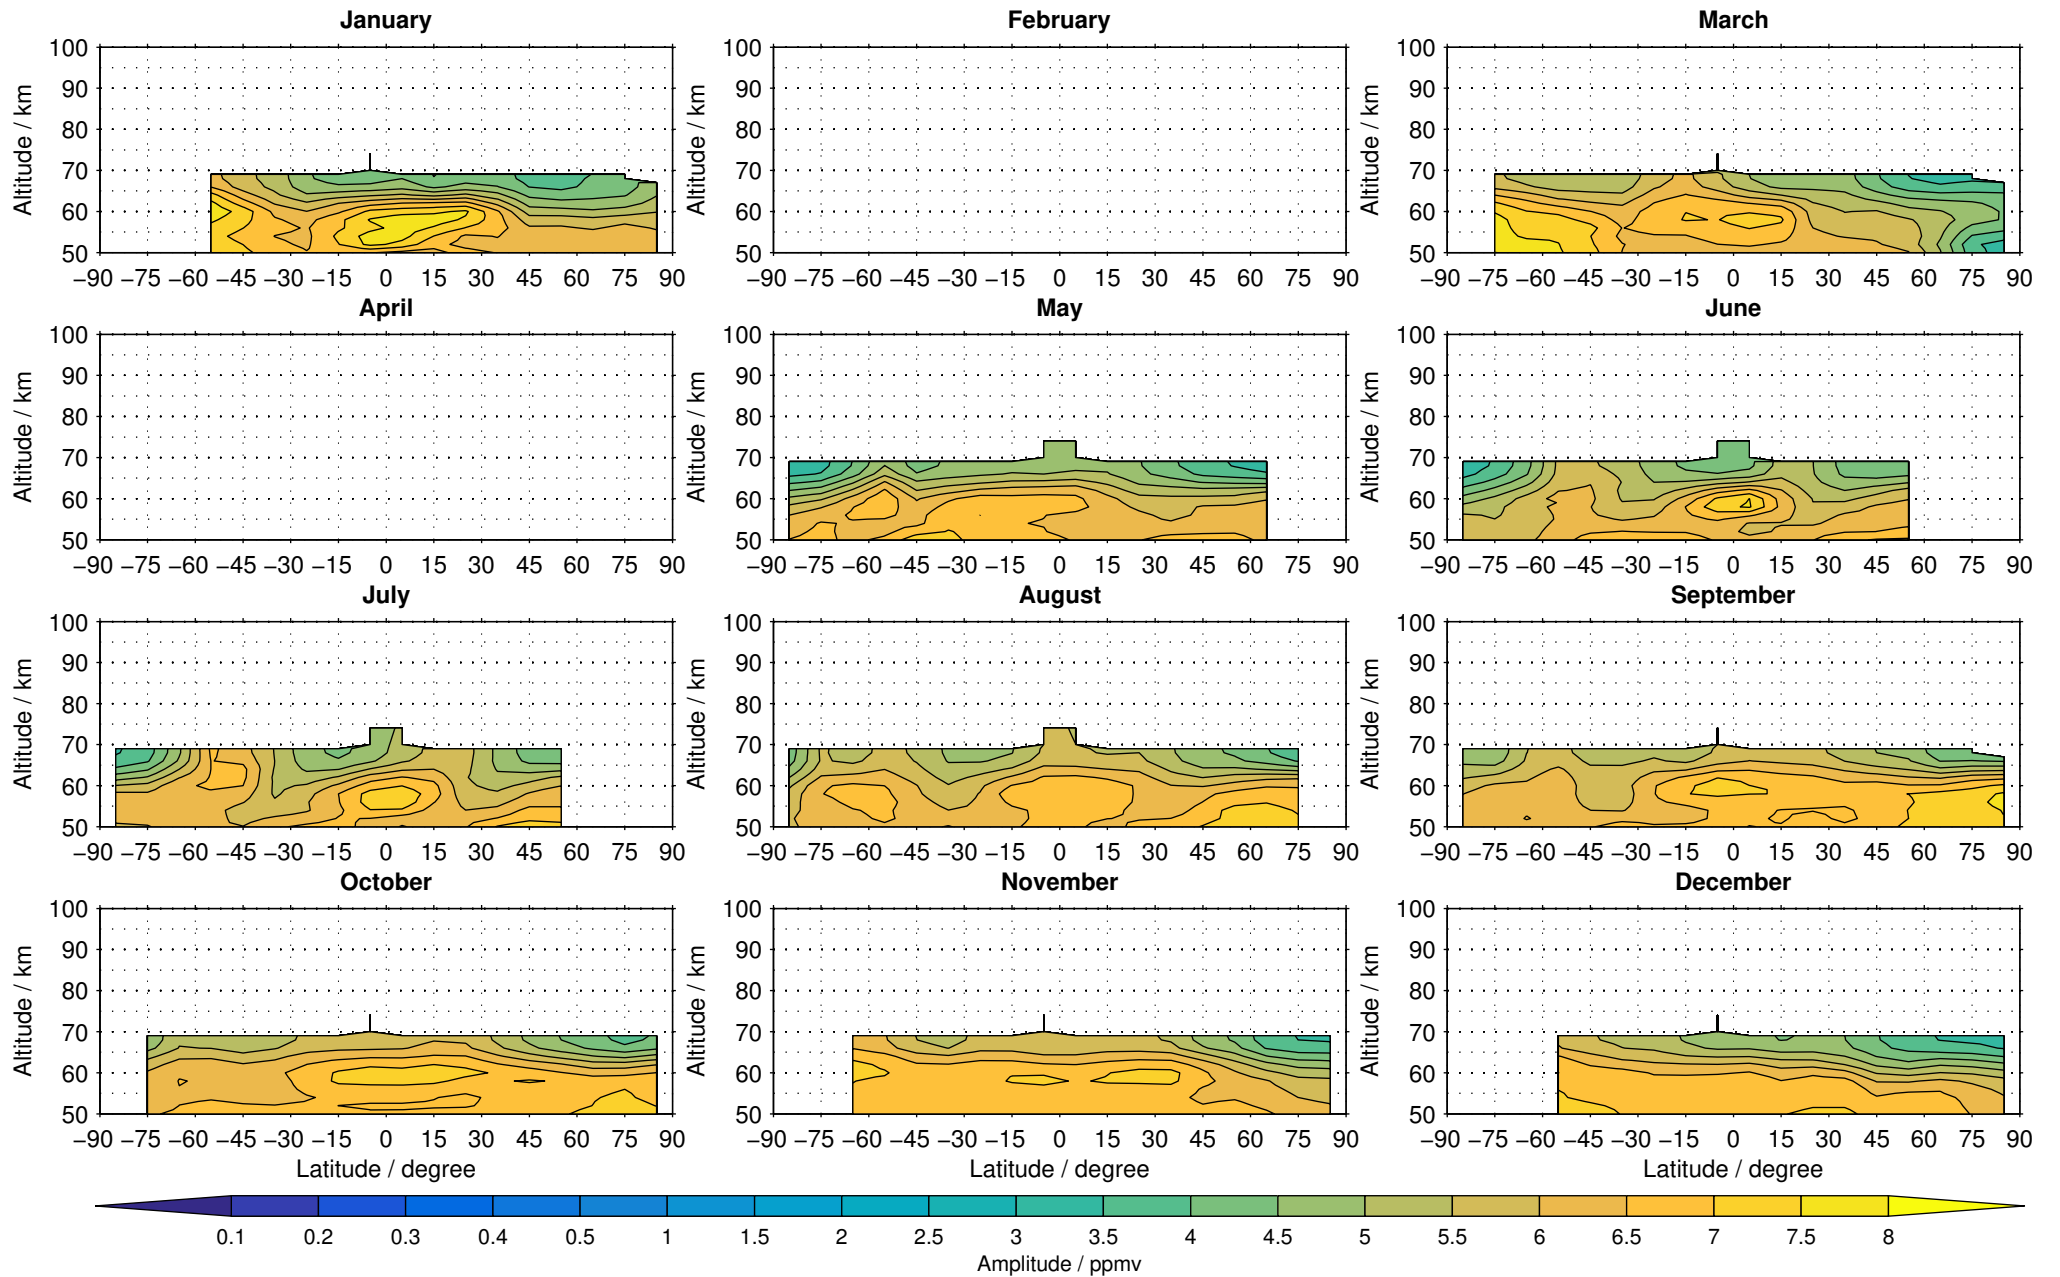 January February March
100 100 100
90 90 90
80 80 80
70 70 70
60 60 60
50 50 50
Altitude / km Altitude / km Altitude / km
−90 −75 −60 −45 −30 −15 0 15 30 45 60 75 90 −90 −75 −60 −45 −30 −15 0 15 30 45 60 75 90 −90 −75 −60 −45 −30 −15 0 15 30 45 60 75 90
April May June
100 100 100
90 90 90
80 80 80
70 70 70
60 60 60
50 50 50
Altitude / km Altitude / km Altitude / km
−90 −75 −60 −45 −30 −15 0 15 30 45 60 75 90 −90 −75 −60 −45 −30 −15 0 15 30 45 60 75 90 −90 −75 −60 −45 −30 −15 0 15 30 45 60 75 90
July August September
100 100 100
90 90 90
80 80 80
70 70 70
60 60 60
50 50 50
Altitude / km Altitude / km Altitude / km
−90 −75 −60 −45 −30 −15 0 15 30 45 60 75 90 −90 −75 −60 −45 −30 −15 0 15 30 45 60 75 90 −90 −75 −60 −45 −30 −15 0 15 30 45 60 75 90
October November December
100 100 100
90 90 90
80 80 80
70 70 70
60 60 60
50 50 50
Altitude / km Altitude / km Altitude / km
−90 −75 −60 −45 −30 −15 0 15 30 45 60 75 90 −90 −75 −60 −45 −30 −15 0 15 30 45 60 75 90 −90 −75 −60 −45 −30 −15 0 15 30 45 60 75 90
Latitude / degree Latitude / degree Latitude / degree
0.1 0.2 0.3 0.4 0.5 1 1.5 2 2.5 3 3.5 4 4.5 5 5.5 6 6.5 7 7.5 8
Amplitude / ppmv